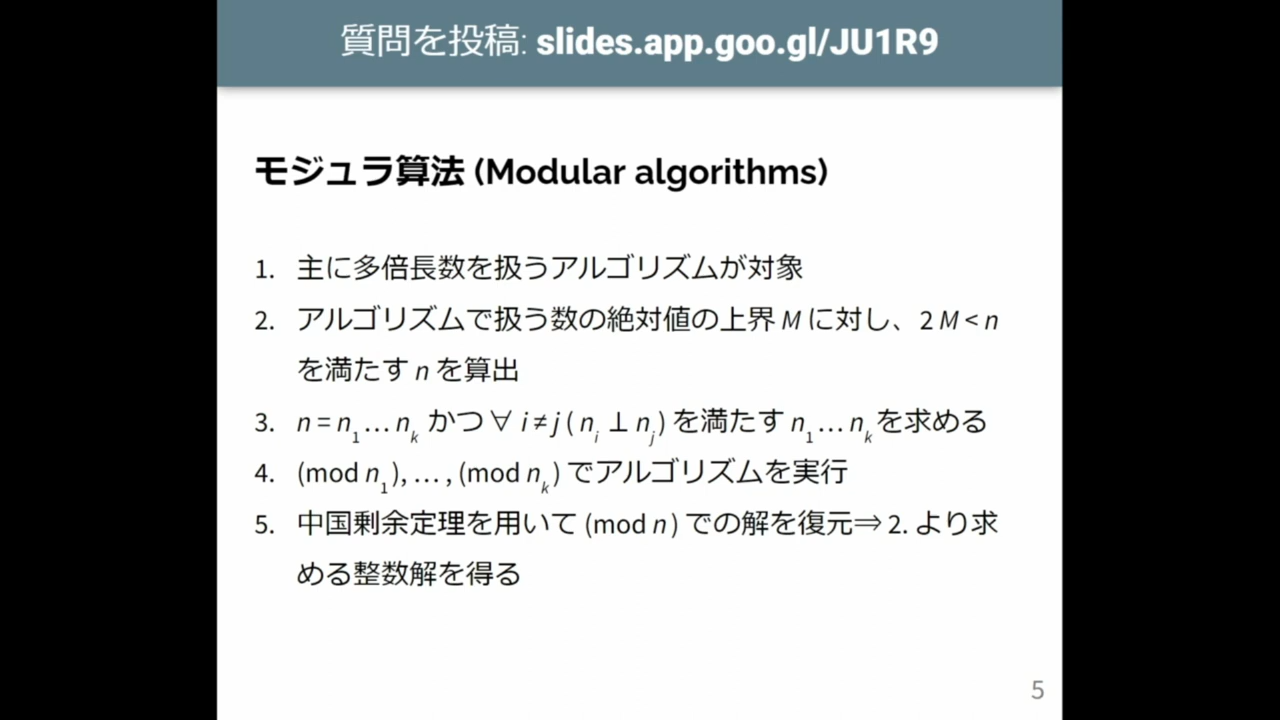 質問を投稿: slides.app.goo.gl/JU1R9
モジュラ算法 (Modular algorithms)
1. 主に多倍長数を扱うアルゴリズムが対象
2. アルゴリズムで扱う数の絶対値の上界 M に対し、2 M < n
を満たす n を算出
3. n = n₁… nₖ かつ ∀ i ≠ j ( nᵢ ⊥ nⱼ) を満たす n₁… nₖを求める
4. (mod n₁), … , (mod nₖ) でアルゴリズムを実行
5. 中国剰余定理を用いて (mod n) での解を復元⇒ 2. より求
める整数解を得る
5